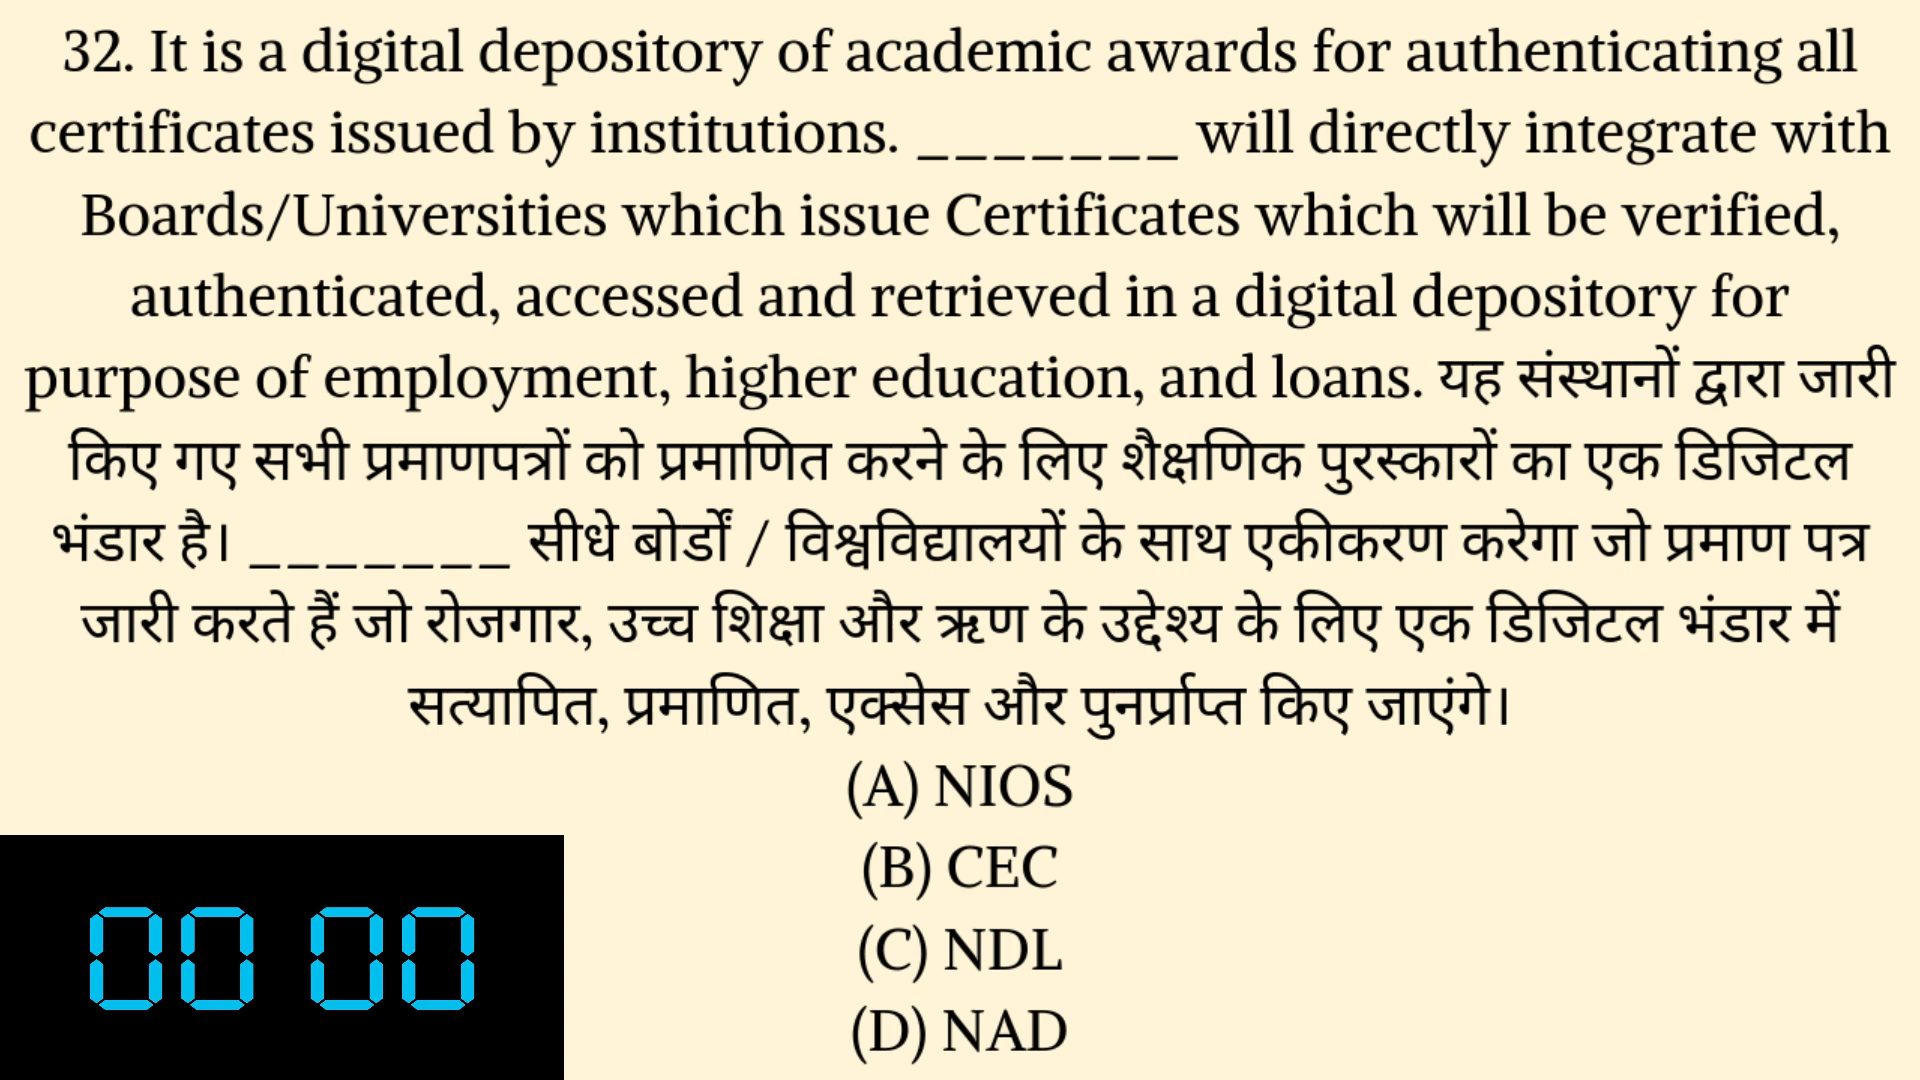 32. It is a digital depository of academic awards for authenticating all
certificates issued by institutions. _______ will directly integrate with
Boards/Universities which issue Certificates which will be verified,
authenticated, accessed and retrieved in a digital depository for
purpose of employment, higher education, and loans. यह संस्थानों द्वारा जारी
किए गए सभी प्रमाणपत्रों को प्रमाणित करने के लिए शैक्षणिक पुरस्कारों का एक डिजिटल
भंडार है। _______ सीधे बोर्डों / विश्वविद्यालयों के साथ एकीकरण करेगा जो प्रमाण पत्र
जारी करते हैं जो रोजगार, उच्च शिक्षा और ऋण के उद्देश्य के लिए एक डिजिटल भंडार में
सत्यापित, प्रमाणित, एक्सेस और पुनर्प्राप्त किए जाएंगे।
(A) NIOS
(B) CEC
(C) NDL
(D) NAD
00 00